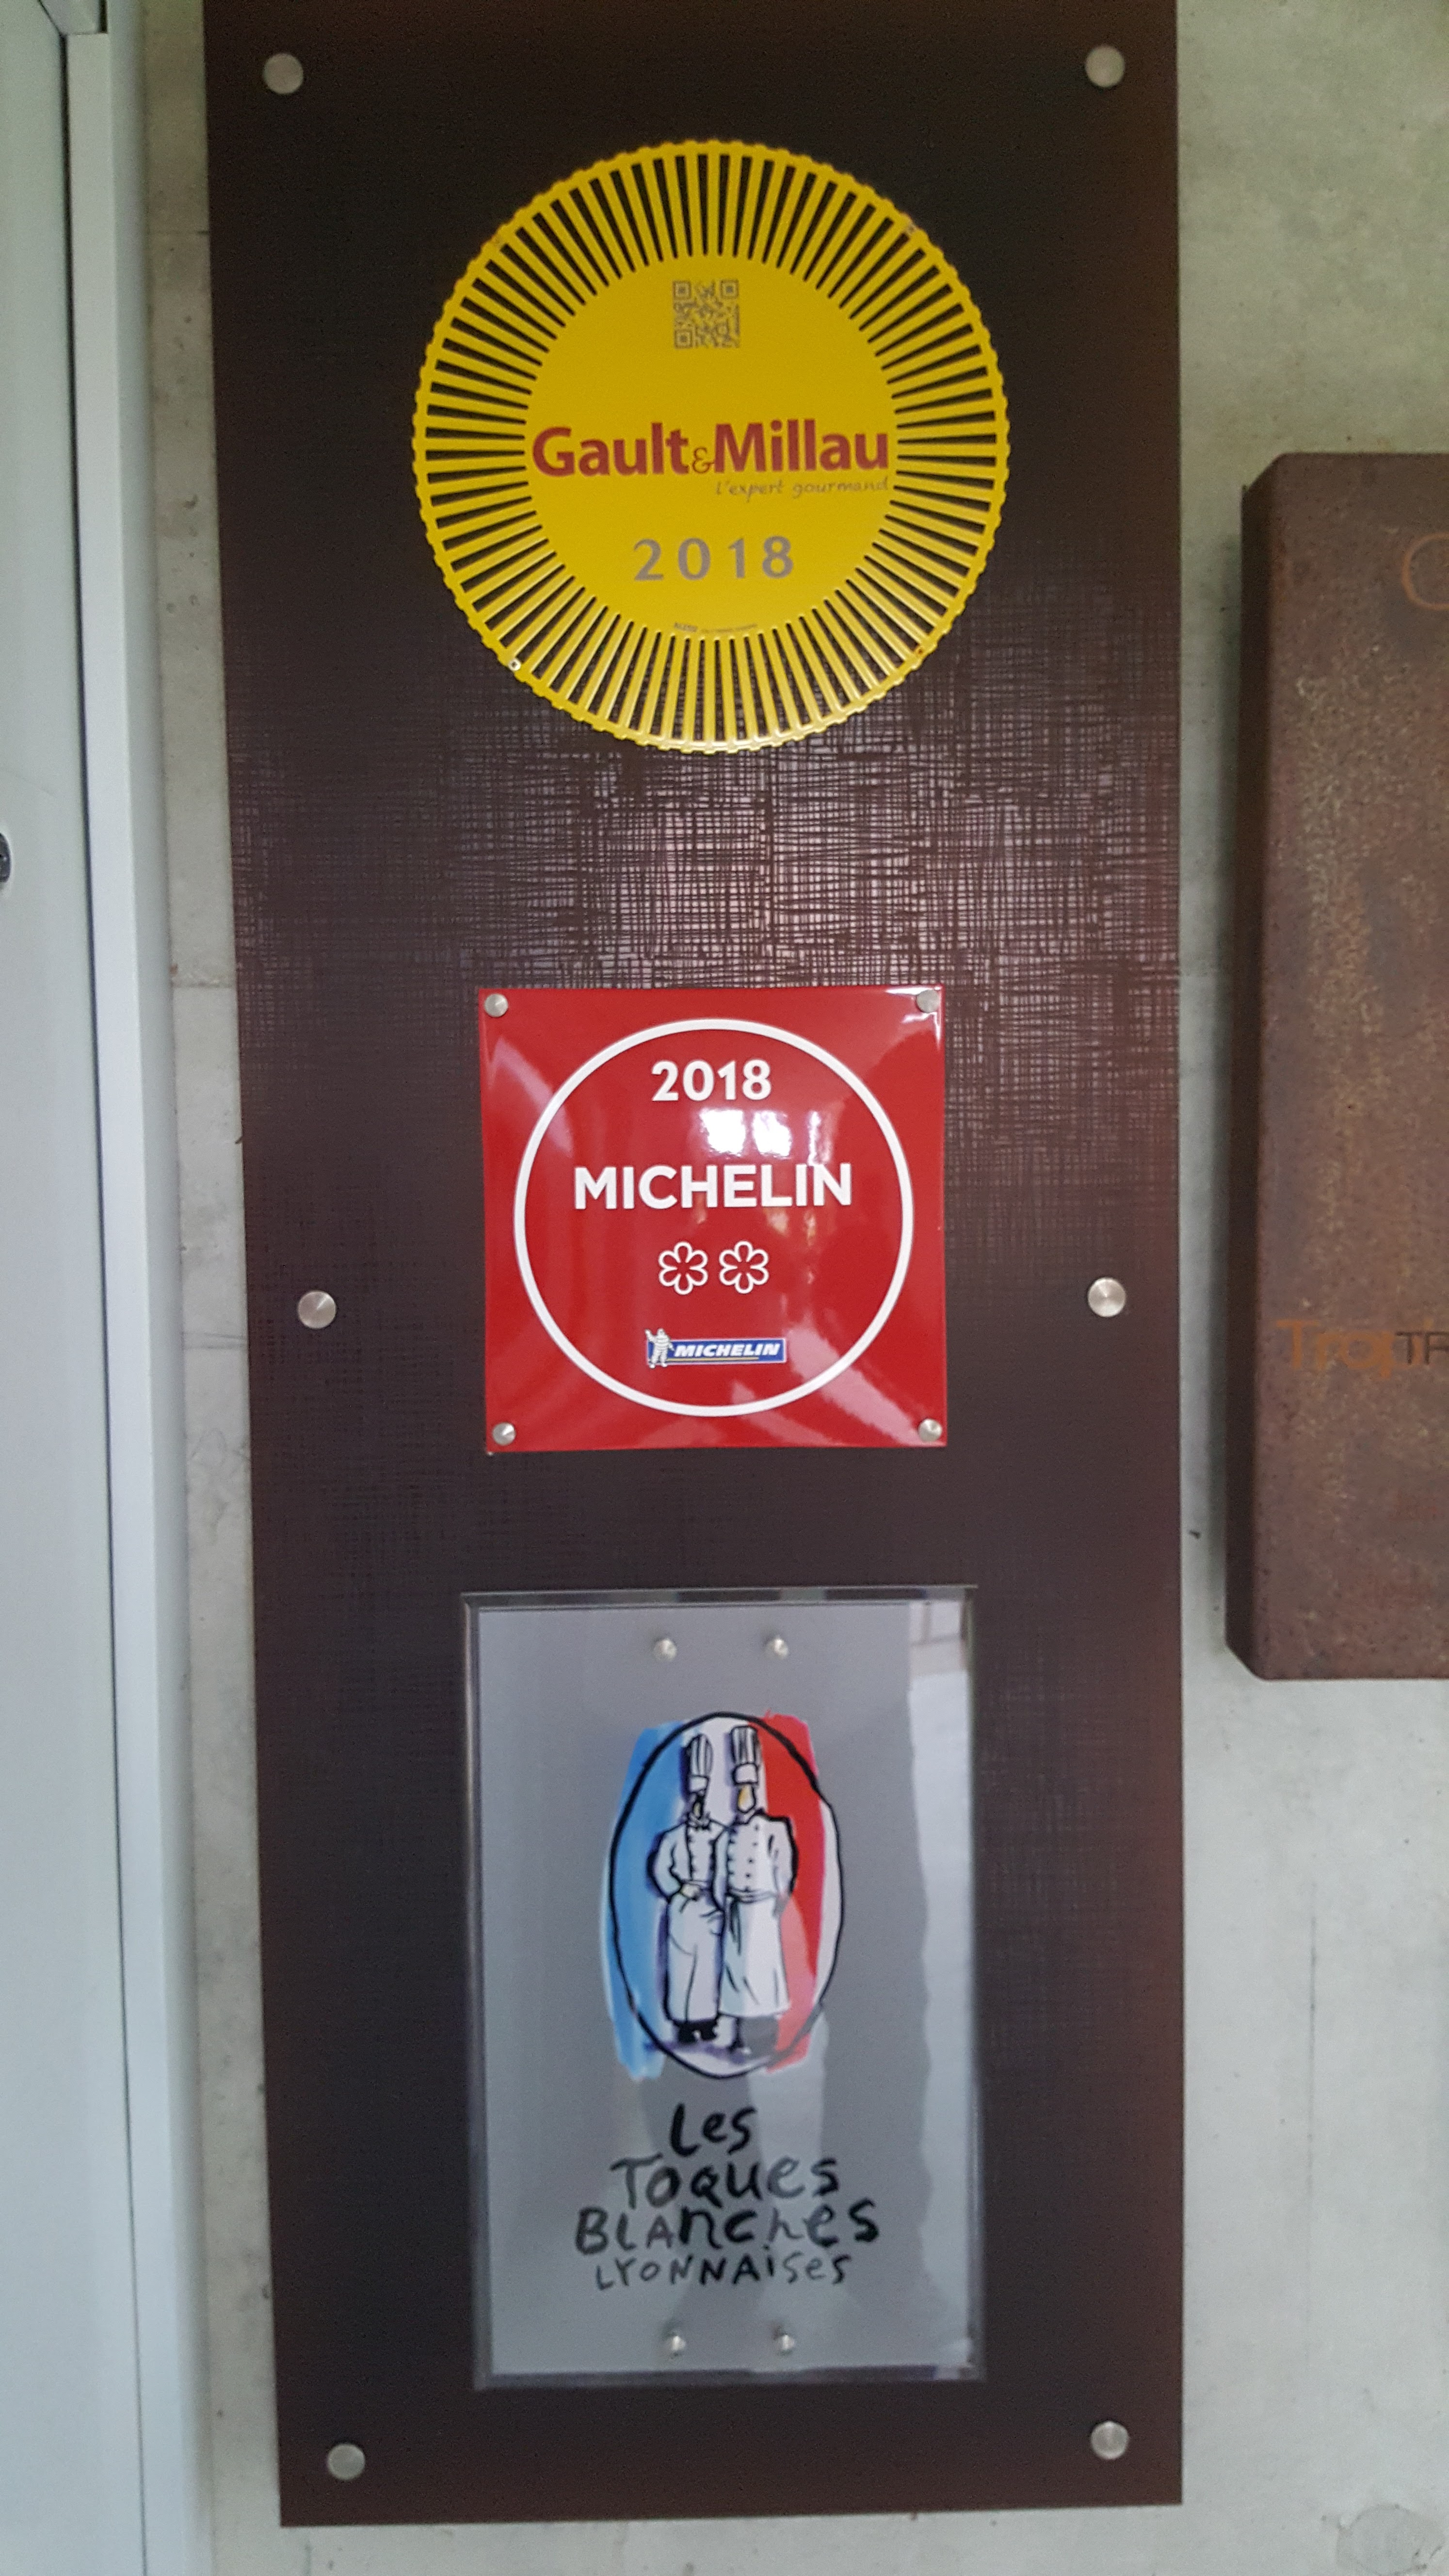 Gault&Millau
l'expert gourmand
2018
2018
MICHELIN
MICHELIN
Les
Toques
BLANCHES
LYONNAISES